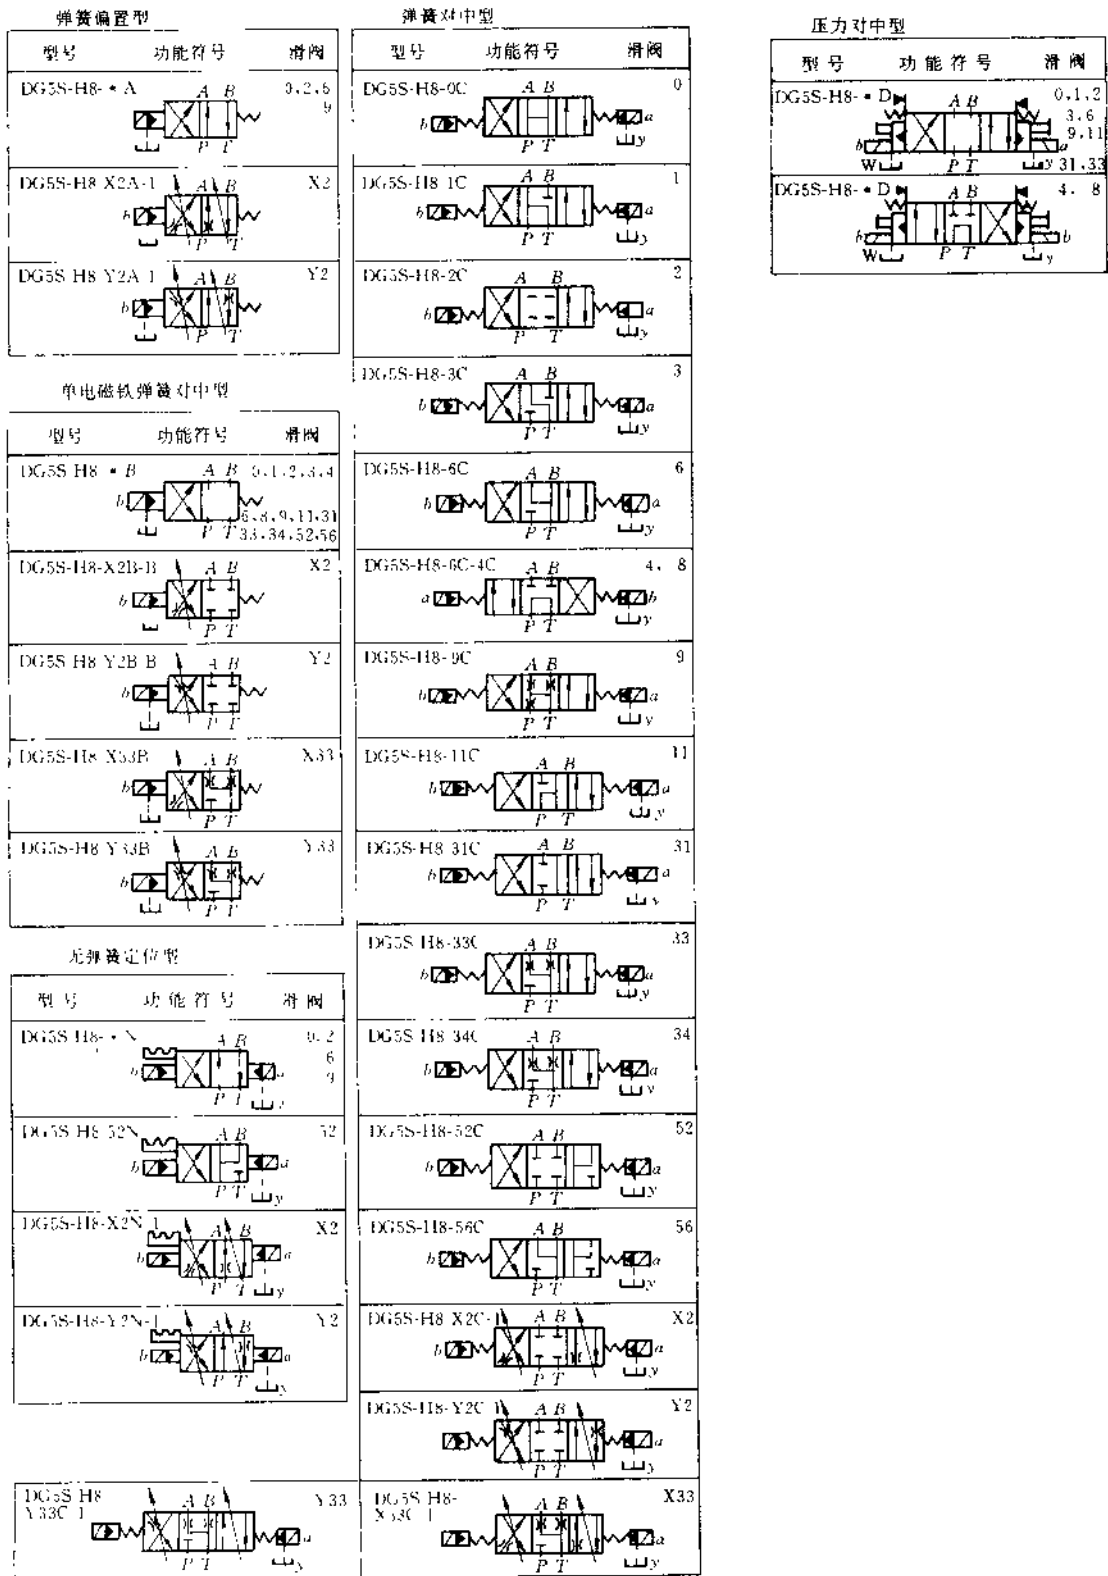 弹簧偏置型
型号 功能符号 滑阀
DG5S-H8-*A A B 0,2,6
9
b
P T
DG5S-H8 X2A-1 A B X2
b
P T
DG5S H8 Y2A 1 A B Y2
b
P T
单电磁铁弹簧对中型
型号 功能符号 滑阀
DG5S H8 * B A B 0,1,2,3,4
b
6,8,9,11,31
P T 33,34,52,56
DG5S-H8-X2B-B A B X2
b
P T
DG5S-H8 Y2B B A B Y2
b
P T
DG5S-H8 X33B A B X33
b
P T
DG5S-H8 Y33B A B Y33
b
P T
无弹簧定位型
型号 功能符号 滑阀
DG5S H8-*N A B 0,2
6
b a 9
P T y
DG5S H8 52N A B 52
b a
P T y
DG5S-H8-X2N-1 A B X2
b a
P T y
DG5S-H8-Y2N-1 A B Y2
b a
P T y
DG5S H8 A B Y33
Y33C 1
a
P T y
弹簧对中型
型号 功能符号 滑阀
DG5S-H8-0C A B 0
b a
P T y
DG5S-H8 1C A B 1
b a
P T y
DG5S-H8-2C A B 2
b a
P T y
DG5S-H8-3C A B 3
b a
P T y
DG5S-H8-6C A B 6
b a
P T y
DG5S-H8-6C-4C A B 4. 8
a b
P T y
DG5S-H8-9C A B 9
b a
P T y
DG5S-H8-11C A B 11
b a
P T y
DG5S-H8-31C A B 31
b a
P T y
DG5S H8-33C A B 33
b a
P T y
DG5S H8 34C A B 34
b a
P T y
DG5S-H8-52C A B 52
b a
P T y
DG5S-H8-56C A B 56
b a
P T y
DG5S-H8 X2C-1 A B X2
b a
P T y
DG5S-H8-Y2C 1 A B Y2
a
P T y
DG5S H8- A B X33
X33C 1
a
P T y
压力对中型
型号 功能符号 滑阀
DG5S-H8-*D A B 0,1,2
3,6
9,11
b a
W P T y 31,33
DG5S-H8-*D A B 4. 8
b b
W P T y